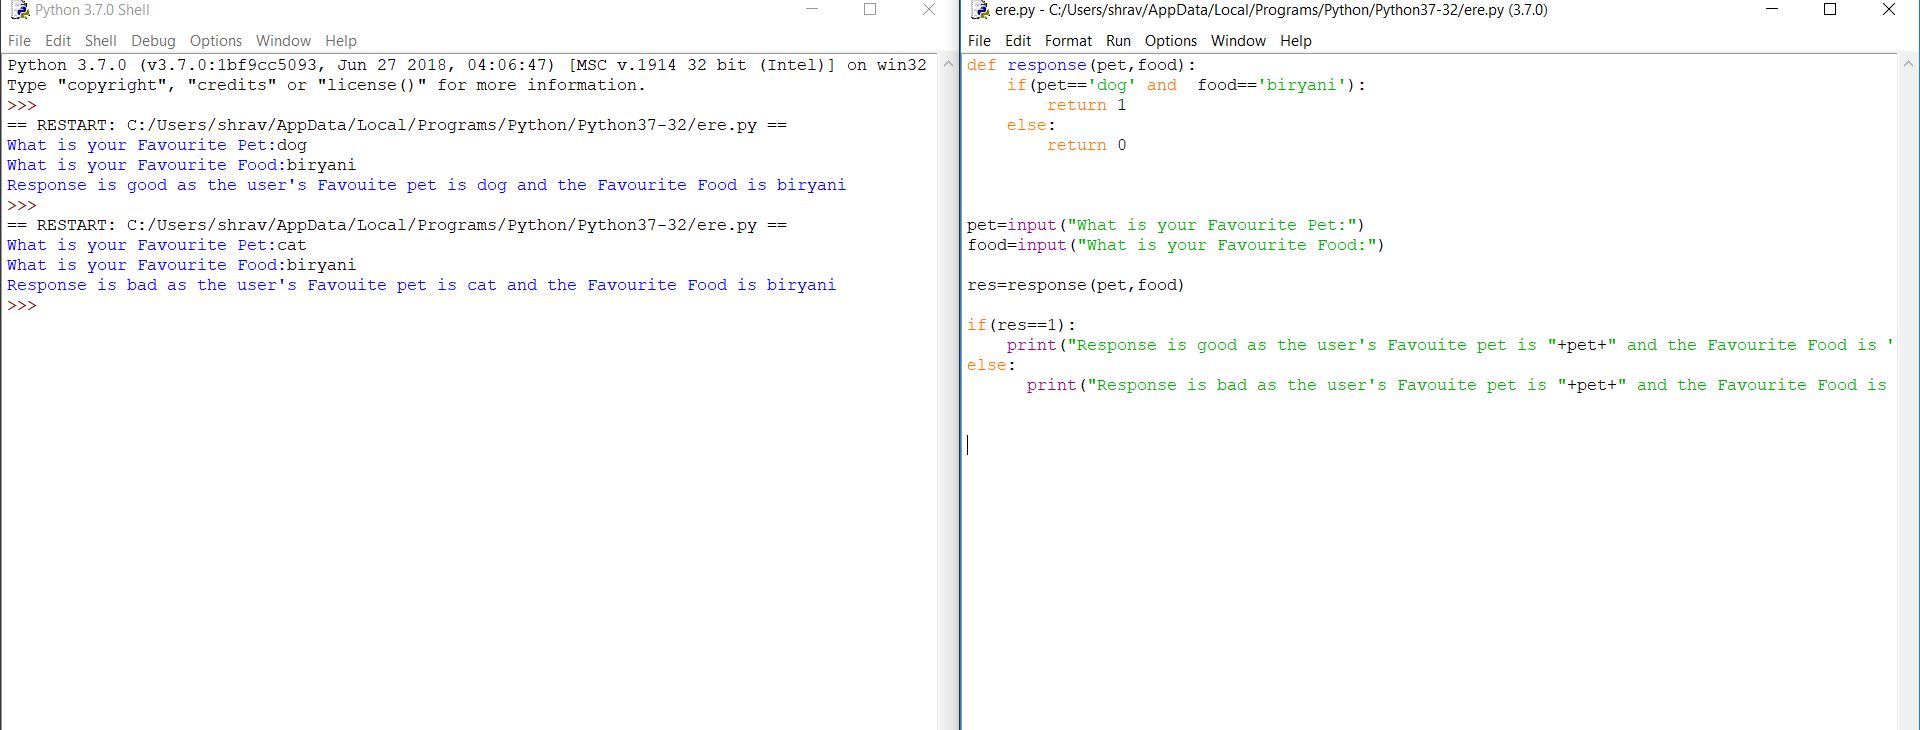 Python 3.7.0 Shell
File Edit Shell Debug Options Window Help
Python 3.7.0 (v3.7.0:1bf9cc5093, Jun 27 2018, 04:06:47) [MSC v.1914 32 bit (Intel)] on win32
Type "copyright", "credits" or "license()" for more information.
>>>
== RESTART: C:/Users/shrav/AppData/Local/Programs/Python/Python37-32/ere.py ==
What is your Favourite Pet:dog
What is your Favourite Food:biryani
Response is good as the user's Favouite pet is dog and the Favourite Food is biryani
>>>
== RESTART: C:/Users/shrav/AppData/Local/Programs/Python/Python37-32/ere.py ==
What is your Favourite Pet:cat
What is your Favourite Food:biryani
Response is bad as the user's Favouite pet is cat and the Favourite Food is biryani
>>>
ere.py - C:/Users/shrav/AppData/Local/Programs/Python/Python37-32/ere.py (3.7.0)
File Edit Format Run Options Window Help
def response(pet,food):
    if(pet=='dog' and  food=='biryani'):
        return 1
    else:
        return 0
pet=input("What is your Favourite Pet:")
food=input("What is your Favourite Food:")
res=response(pet,food)
if(res==1):
    print("Response is good as the user's Favouite pet is "+pet+" and the Favourite Food is '
else:
      print("Response is bad as the user's Favouite pet is "+pet+" and the Favourite Food is